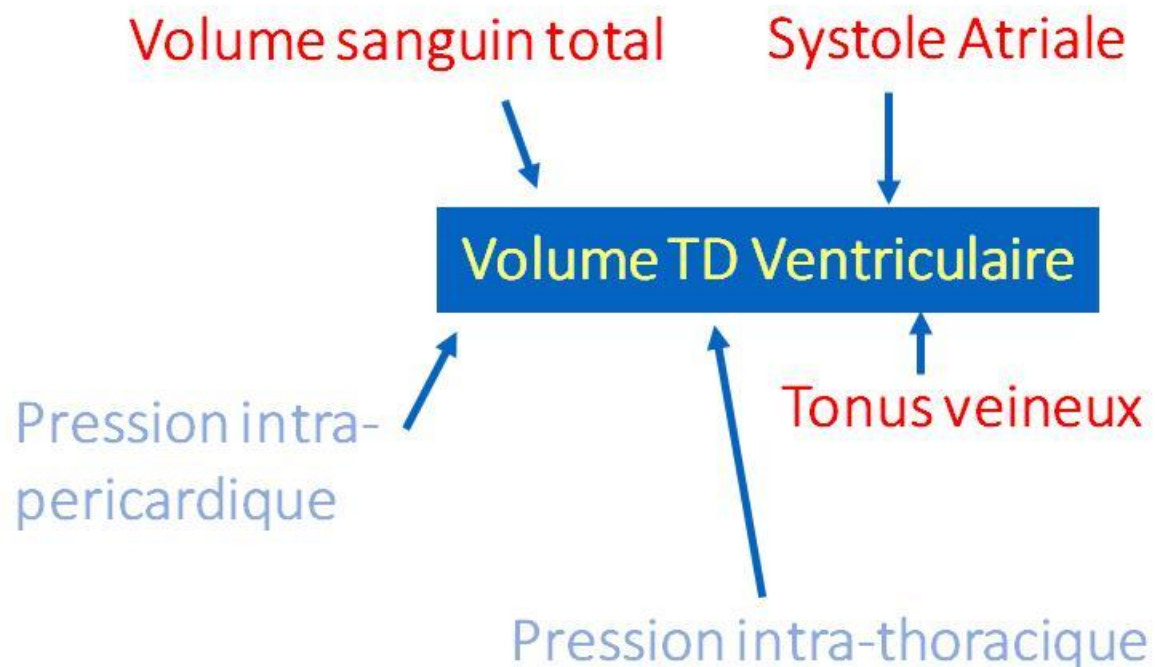 Volume sanguin total
Systole Atriale
Volume TD Ventriculaire
Tonus veineux
Pression intra-
pericardique
Pression intra-thoracique